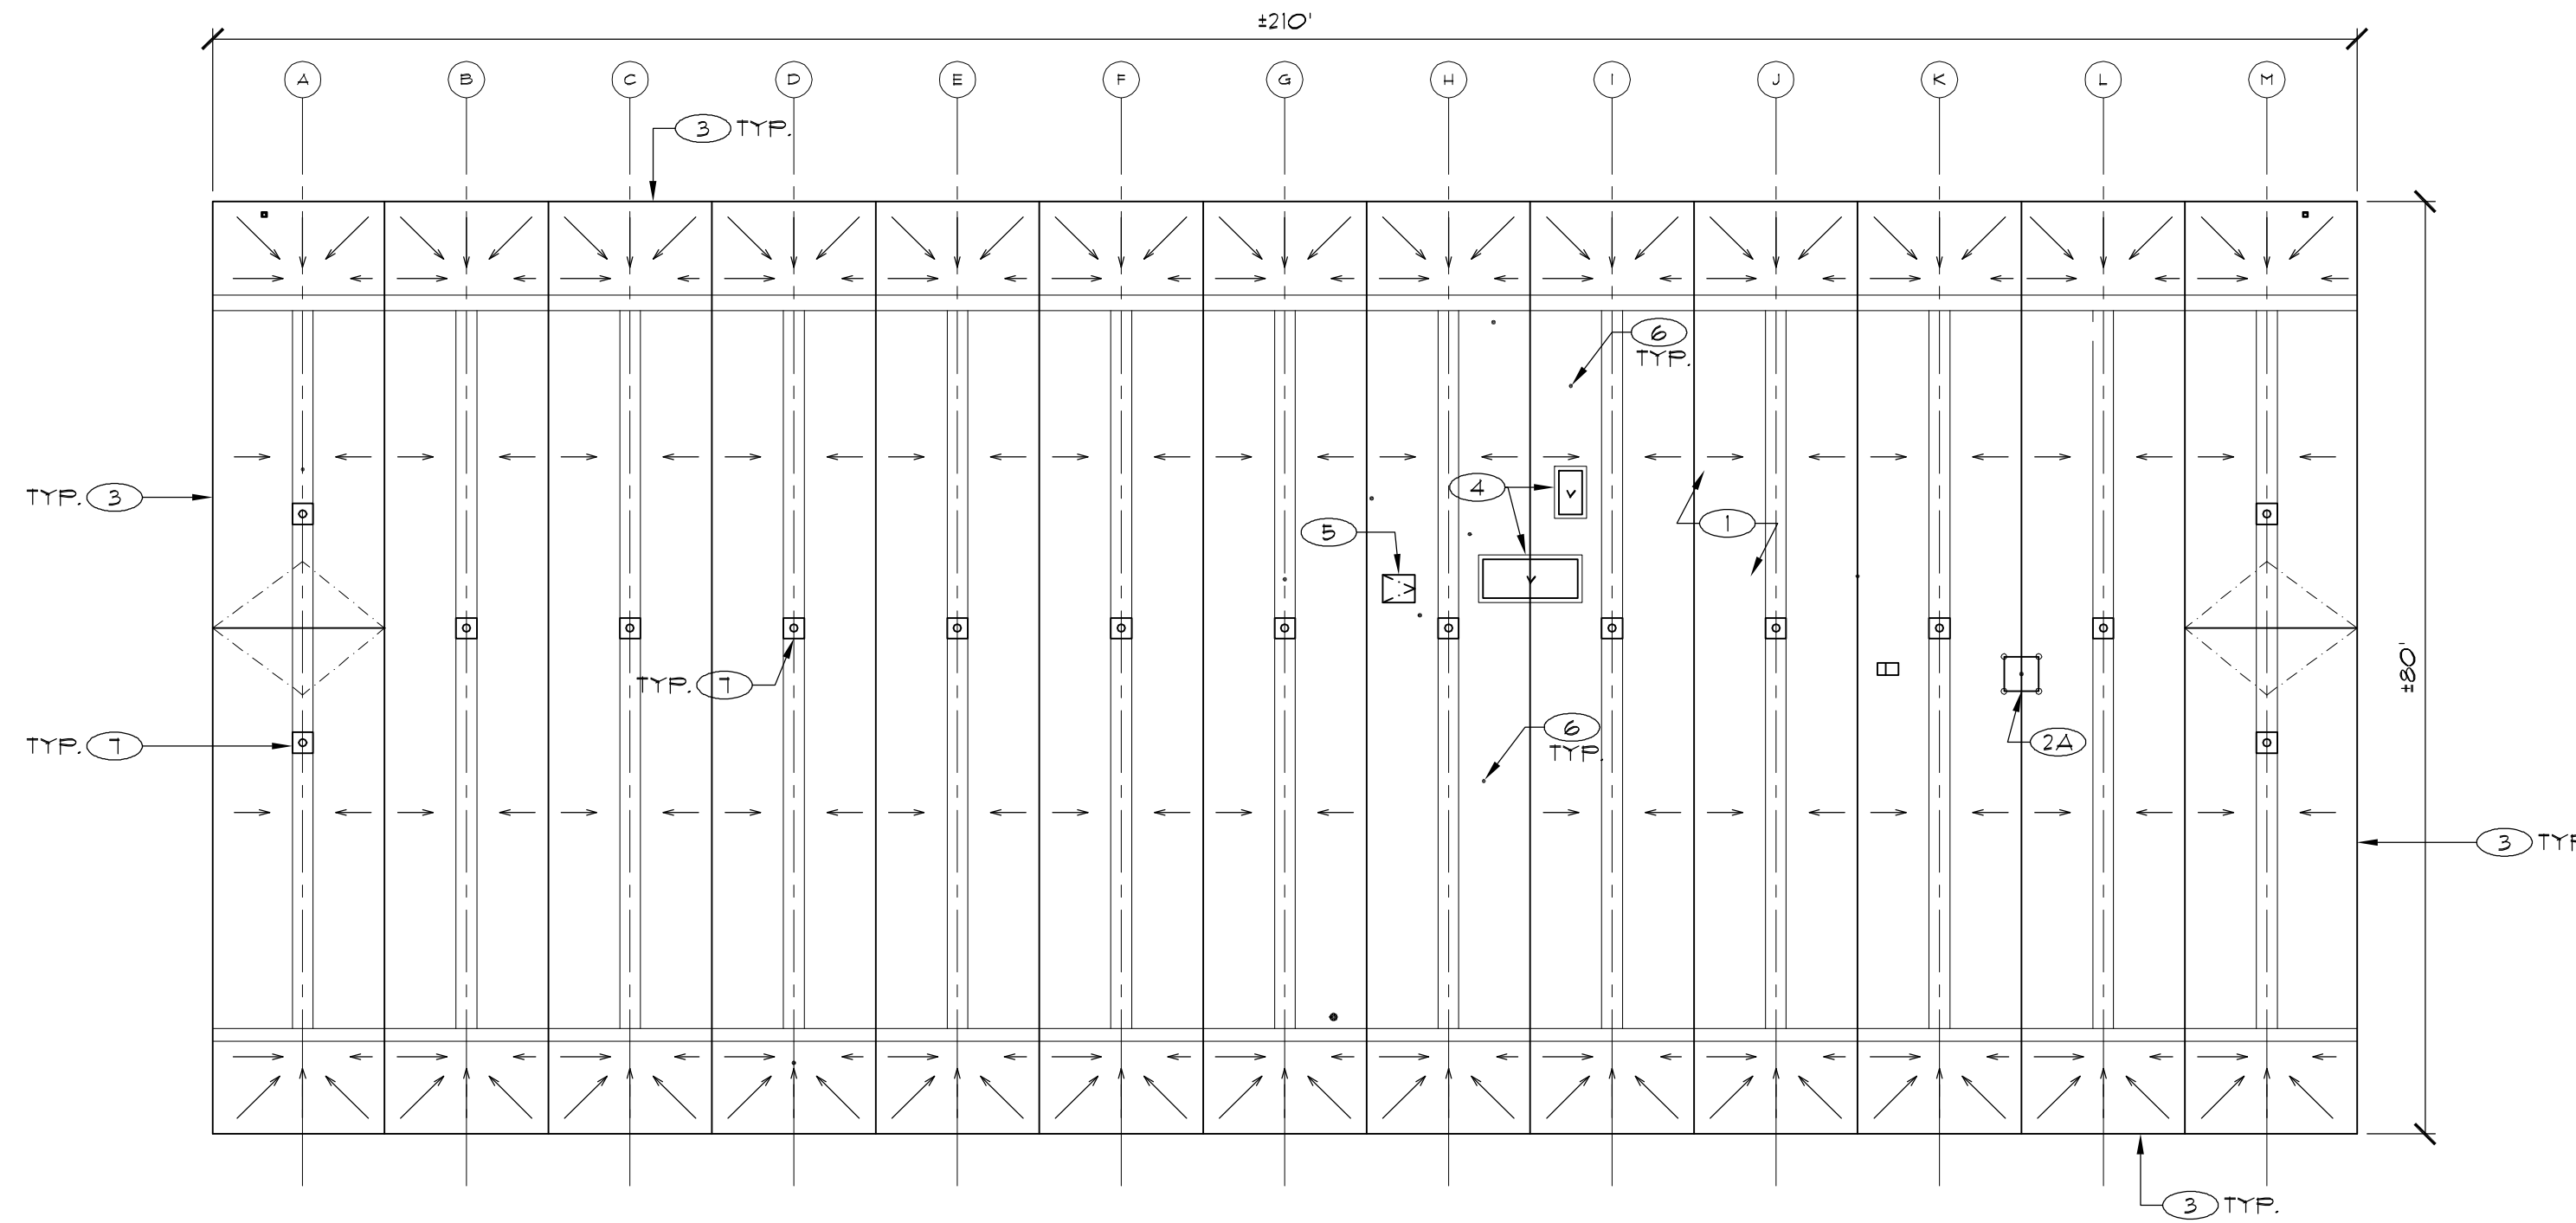 ±210'
A B C D E F G H I J K L M
3 TYP.
6
TYP.
TYP. 3
4
1
5
TYP. 7
±80'
6
TYP.
2A
TYP. 7
3 TYP
3 TYP.